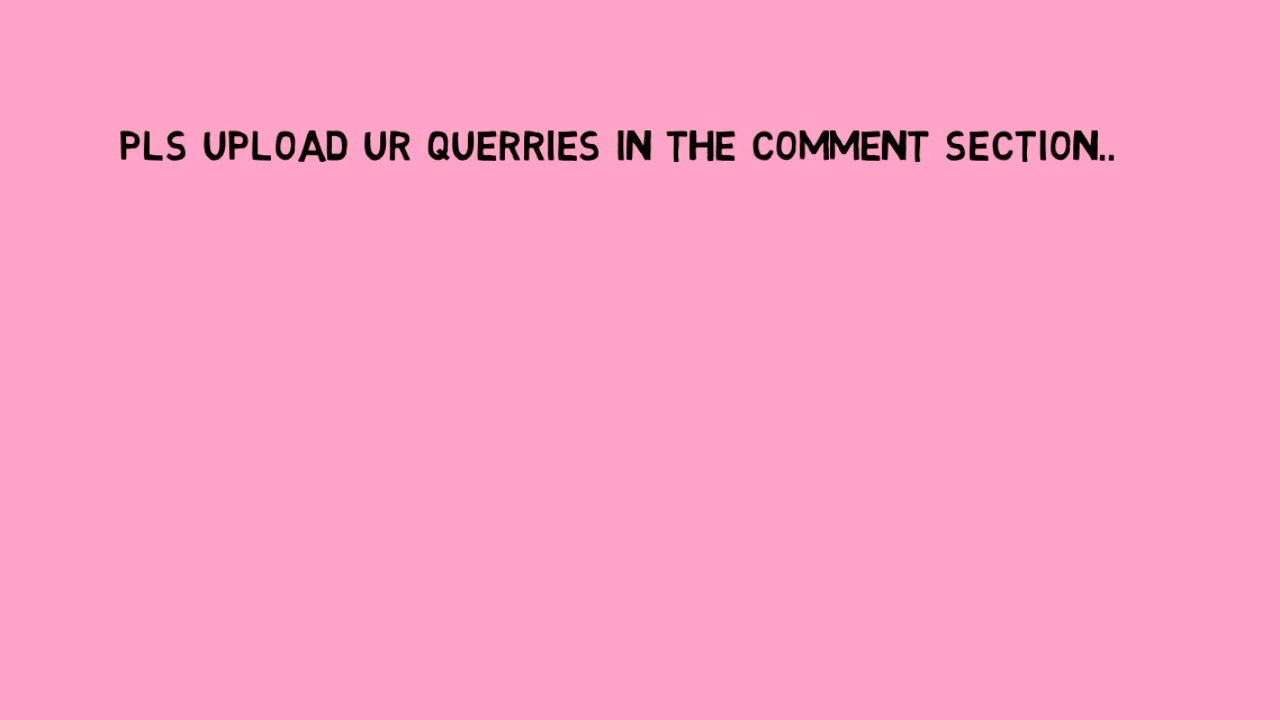 PLS UPLOAD UR QUERRIES IN THE COMMENT SECTION..